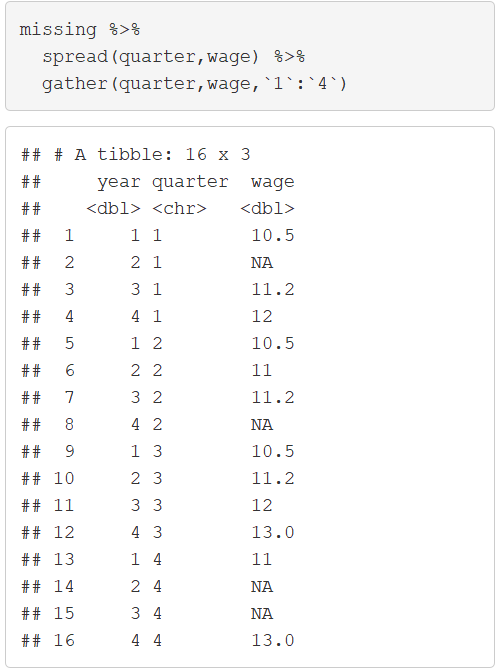 missing %>%
  spread(quarter,wage) %>%
  gather(quarter,wage,`1`:`4`)
## # A tibble: 16 x 3
##     year quarter  wage
##    <dbl> <chr>   <dbl>
##  1     1 1        10.5
##  2     2 1        NA
##  3     3 1        11.2
##  4     4 1        12
##  5     1 2        10.5
##  6     2 2        11
##  7     3 2        11.2
##  8     4 2        NA
##  9     1 3        10.5
## 10     2 3        11.2
## 11     3 3        12
## 12     4 3        13.0
## 13     1 4        11
## 14     2 4        NA
## 15     3 4        NA
## 16     4 4        13.0